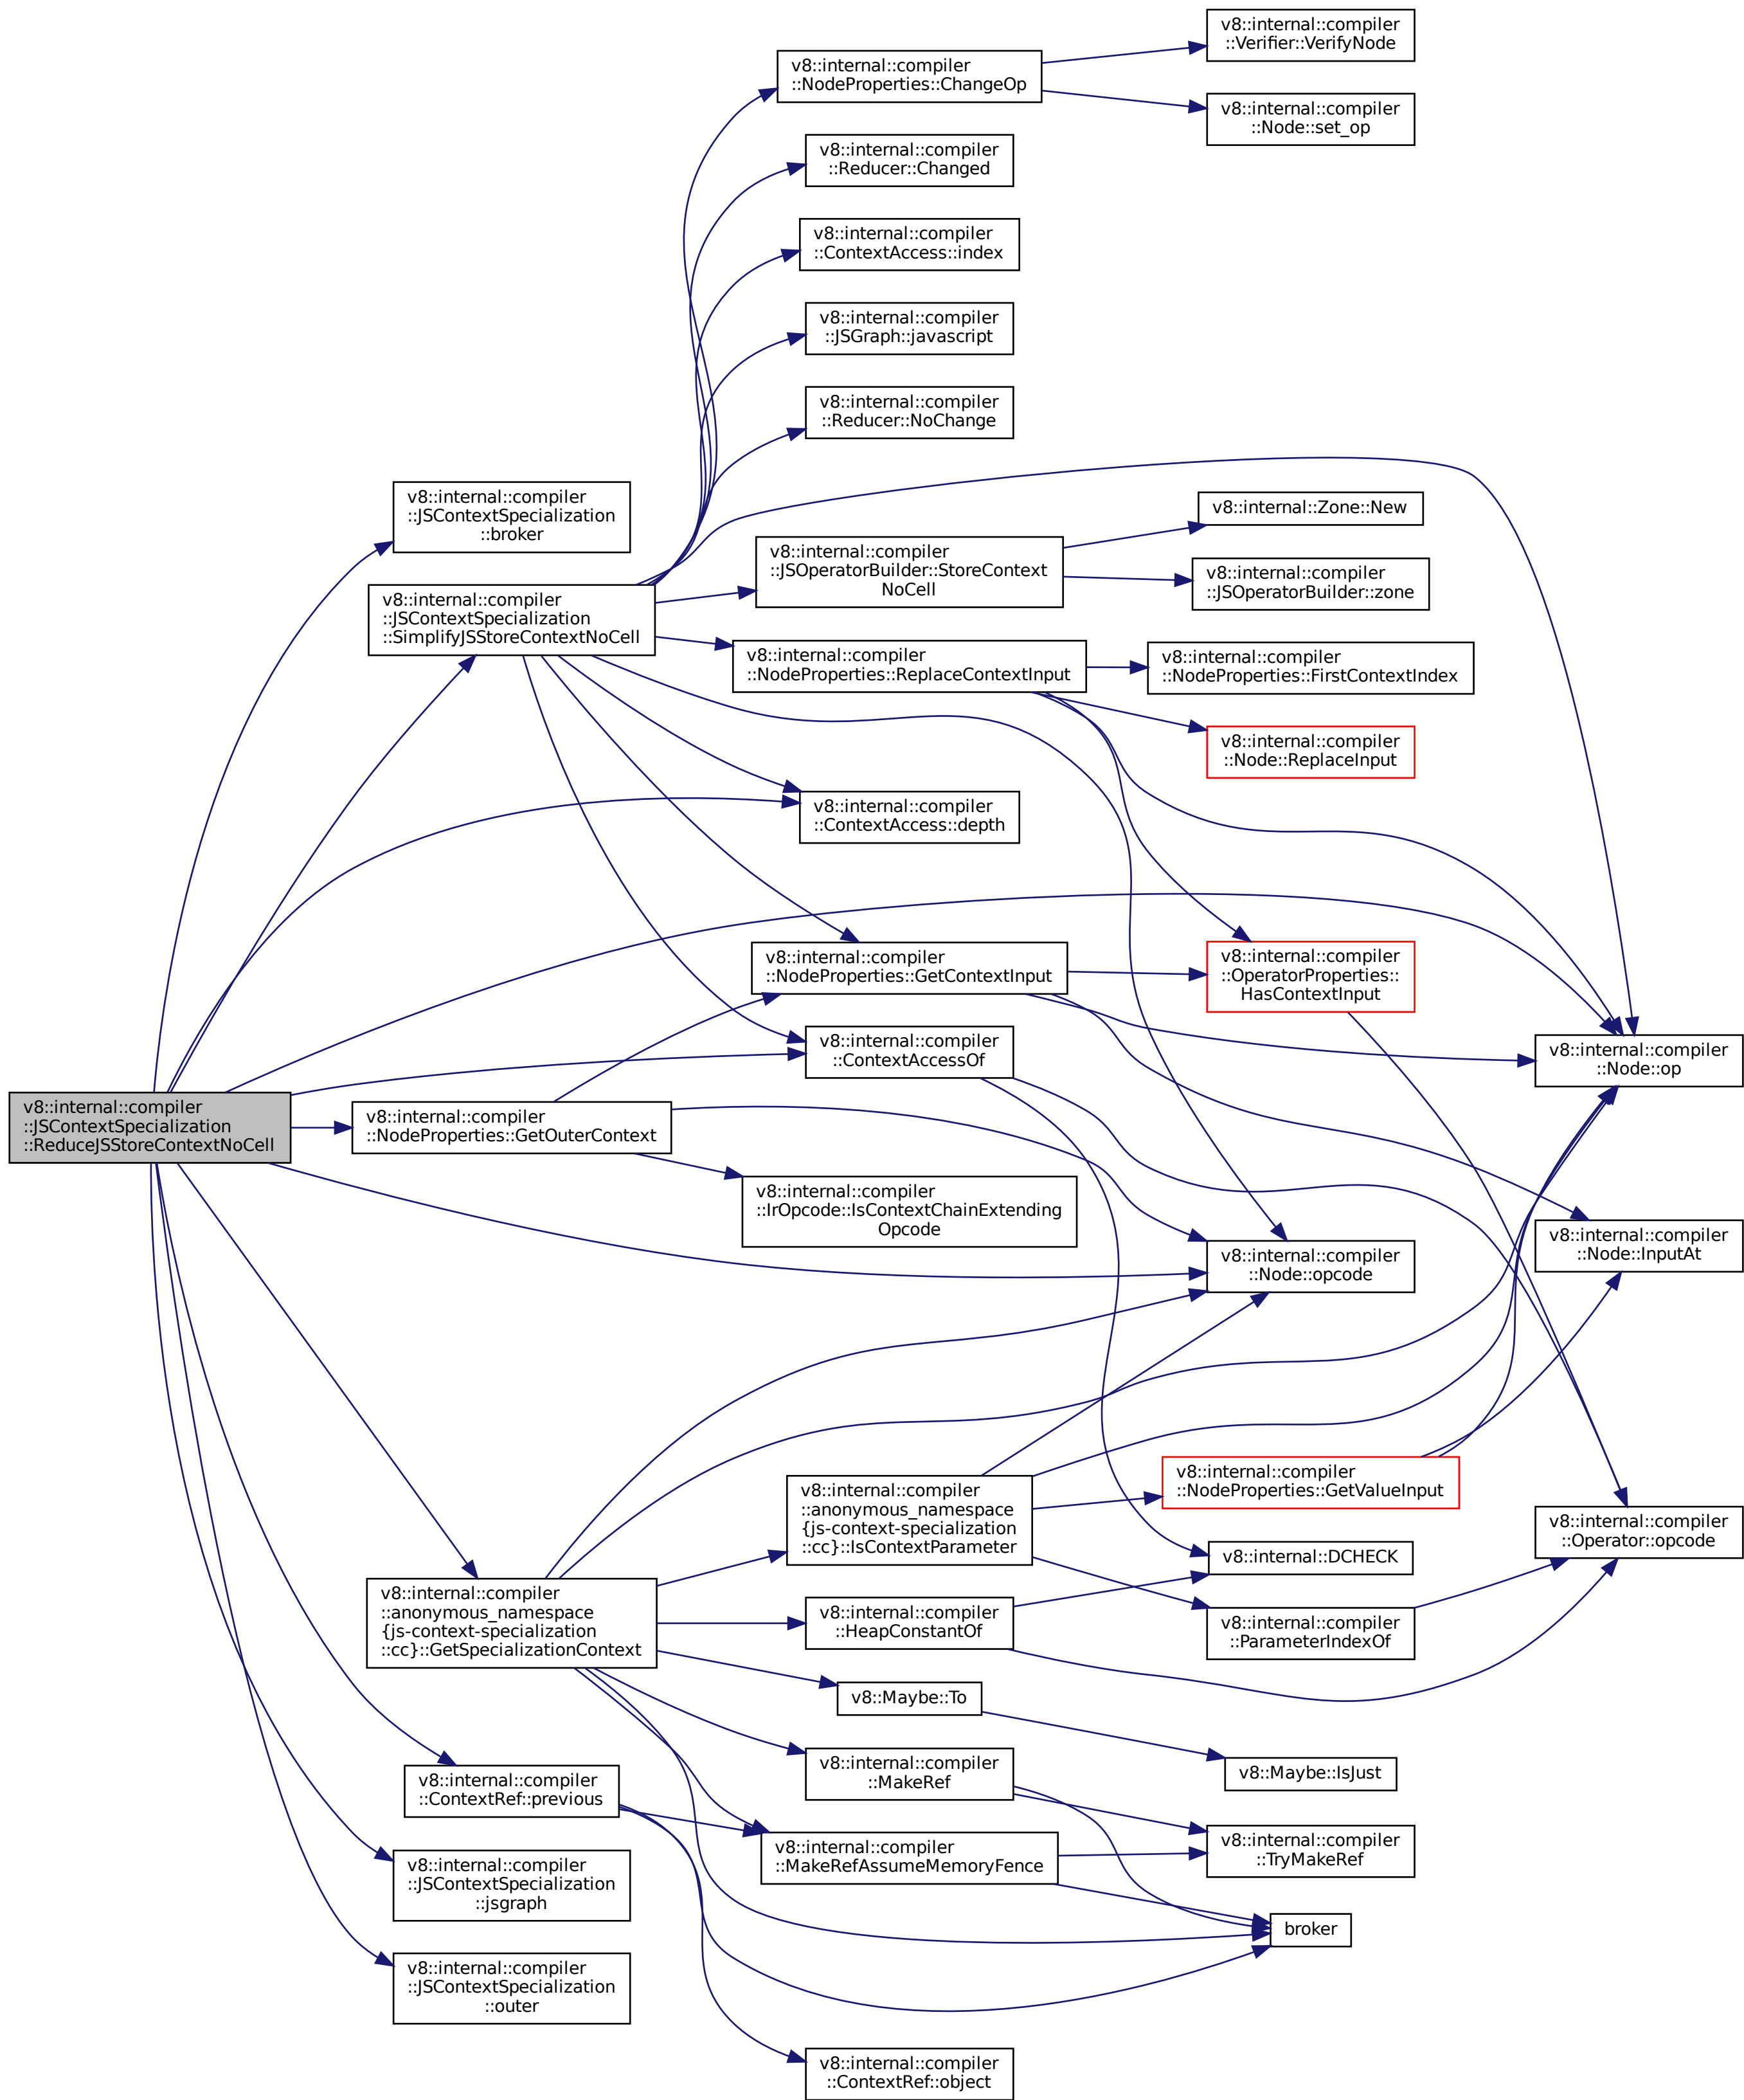 v8::internal::compiler
::Verifier::VerifyNode
v8::internal::compiler
::NodeProperties::ChangeOp
v8::internal::compiler
::Node::set_op
v8::internal::compiler
::Reducer::Changed
v8::internal::compiler
::ContextAccess::index
v8::internal::compiler
::JSGraph::javascript
v8::internal::compiler
::Reducer::NoChange
v8::internal::compiler
::JSContextSpecialization
::broker
v8::internal::Zone::New
v8::internal::compiler
::JSOperatorBuilder::StoreContext
NoCell
v8::internal::compiler
::JSOperatorBuilder::zone
v8::internal::compiler
::JSContextSpecialization
::SimplifyJSStoreContextNoCell
v8::internal::compiler
::NodeProperties::ReplaceContextInput
v8::internal::compiler
::NodeProperties::FirstContextIndex
v8::internal::compiler
::Node::ReplaceInput
v8::internal::compiler
::ContextAccess::depth
v8::internal::compiler
::NodeProperties::GetContextInput
v8::internal::compiler
::OperatorProperties::
HasContextInput
v8::internal::compiler
::ContextAccessOf
v8::internal::compiler
::Node::op
v8::internal::compiler
::JSContextSpecialization
::ReduceJSStoreContextNoCell
v8::internal::compiler
::NodeProperties::GetOuterContext
v8::internal::compiler
::IrOpcode::IsContextChainExtending
Opcode
v8::internal::compiler
::Node::opcode
v8::internal::compiler
::Node::InputAt
v8::internal::compiler
::anonymous_namespace
{js-context-specialization
::cc}::IsContextParameter
v8::internal::compiler
::NodeProperties::GetValueInput
v8::internal::compiler
::Operator::opcode
v8::internal::DCHECK
v8::internal::compiler
::anonymous_namespace
{js-context-specialization
::cc}::GetSpecializationContext
v8::internal::compiler
::HeapConstantOf
v8::internal::compiler
::ParameterIndexOf
v8::Maybe::To
v8::Maybe::IsJust
v8::internal::compiler
::MakeRef
v8::internal::compiler
::ContextRef::previous
v8::internal::compiler
::MakeRefAssumeMemoryFence
v8::internal::compiler
::TryMakeRef
v8::internal::compiler
::JSContextSpecialization
::jsgraph
broker
v8::internal::compiler
::JSContextSpecialization
::outer
v8::internal::compiler
::ContextRef::object